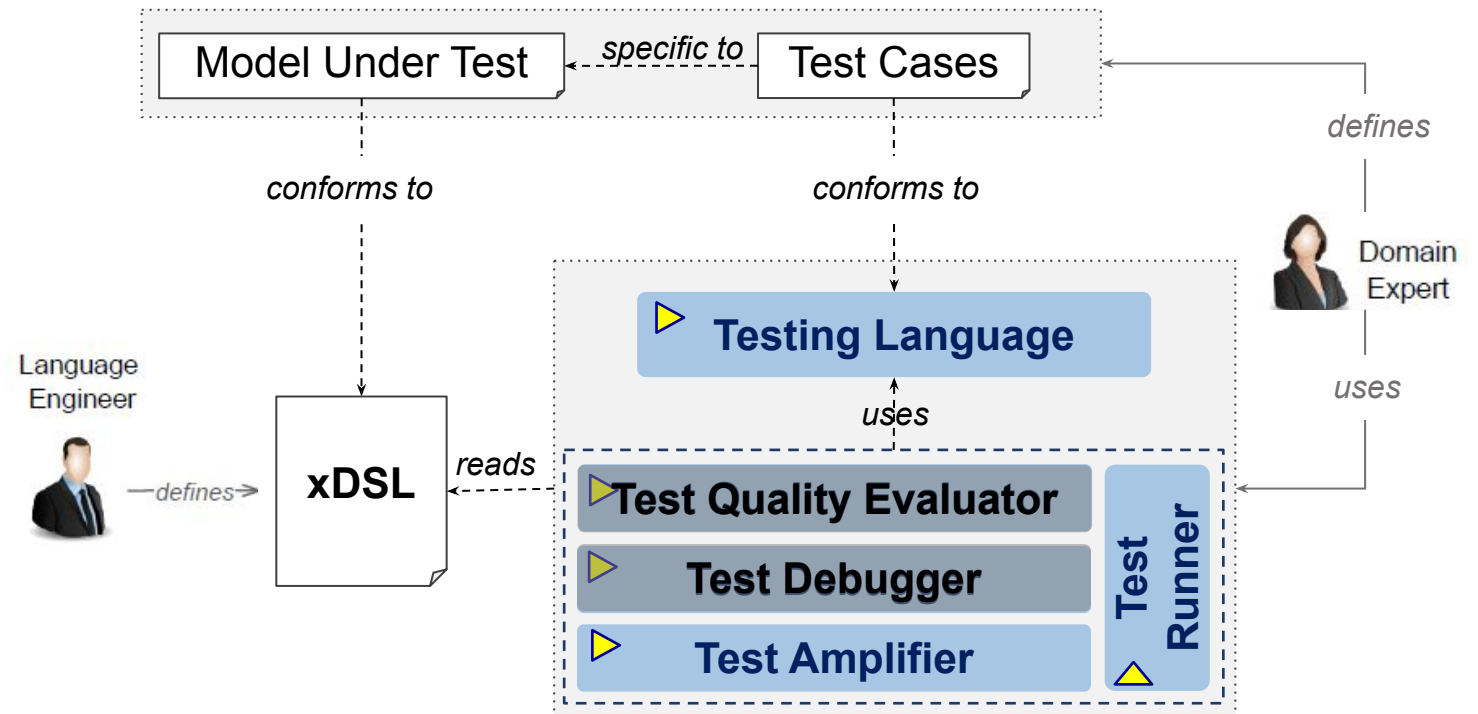 Model Under Test
specific to
Test Cases
defines
conforms to
conforms to
Domain
Expert
Testing Language
Language
Engineer
uses
uses
xDSL
reads
defines
Test Quality Evaluator
Test Debugger
Test Amplifier
Test
Runner